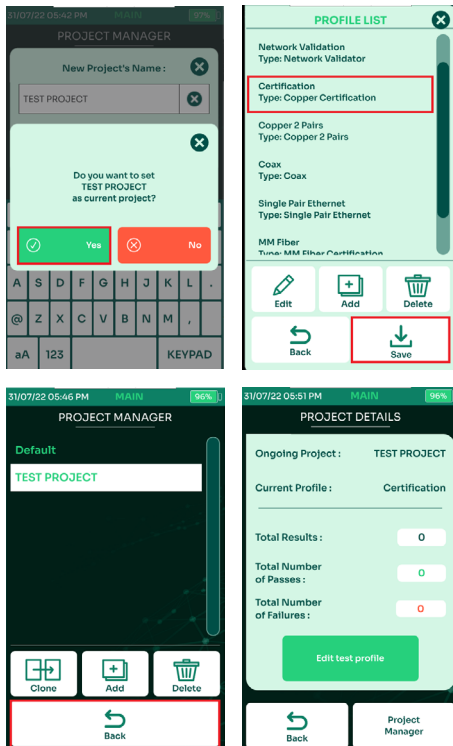 31/07/22 05:42 PM MAIN 97%
PROJECT MANAGER
New Project's Name :
TEST PROJECT
Do you want to set
TEST PROJECT
as current project?
Yes No
A S D F G H J K L .
@ Z X C V B N M ,
aA 123 KEYPAD
PROFILE LIST
Network Validation
Type: Network Validator
Certification
Type: Copper Certification
Copper 2 Pairs
Type: Copper 2 Pairs
Coax
Type: Coax
Single Pair Ethernet
Type: Single Pair Ethernet
MM Fiber
Type: MM Fiber Certification
Edit Add Delete
Back Save
31/07/22 05:46 PM MAIN 96%
PROJECT MANAGER
Default
TEST PROJECT
Clone Add Delete
Back
31/07/22 05:51 PM MAIN 96%
PROJECT DETAILS
Ongoing Project : TEST PROJECT
Current Profile : Certification
Total Results : 0
Total Number
of Passes : 0
Total Number
of Failures : 0
Edit test profile
Back Project
Manager